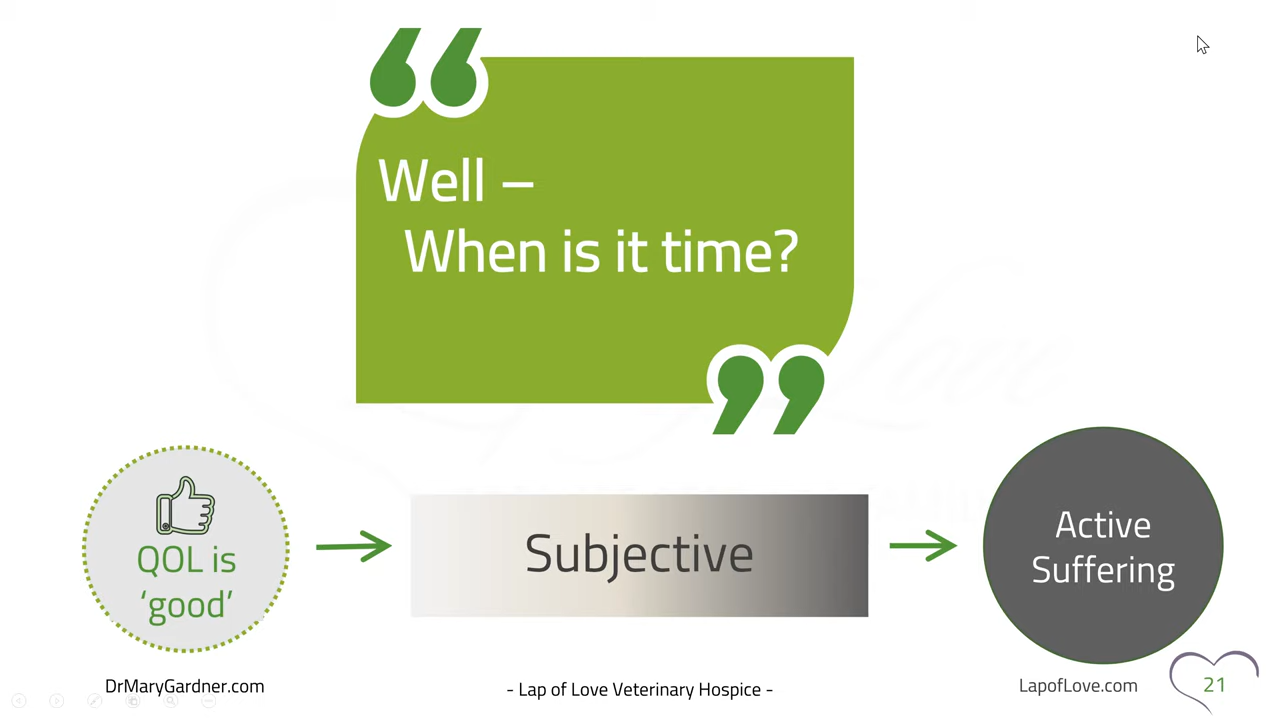 Well –
When is it time?
QOL is
‘good’
Subjective
Active
Suffering
DrMaryGardner.com
- Lap of Love Veterinary Hospice -
LapofLove.com
21